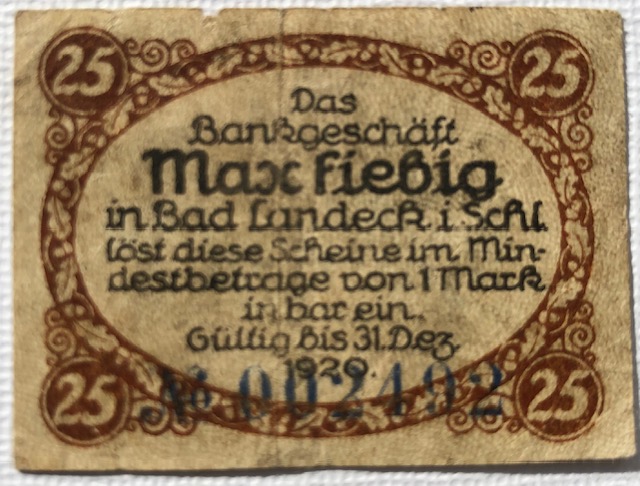 25 25
Das
Bankgeschäft
Max Fiebig
in Bad Landeck i. Schl.
löst diese Scheine im Min-
destbetrage von 1 Mark
in bar ein.
Gültig bis 31. Dez.
1920.
№ 002492
25 25